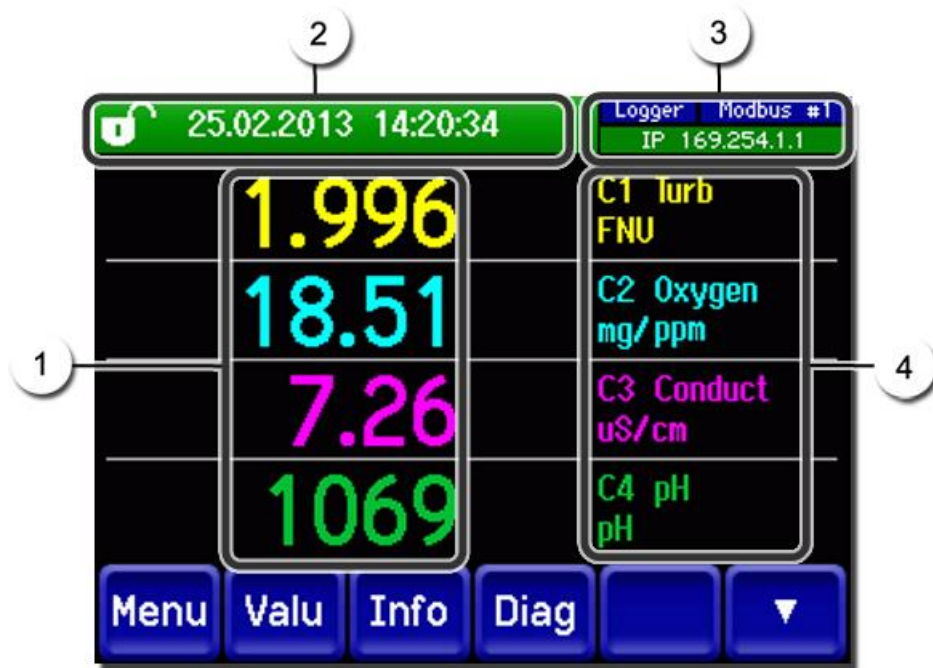 2
3
25.02.2013 14:20:34
Logger Modbus #1
IP 169.254.1.1
1.996
C1 Turb
FNU
18.51
C2 Oxygen
mg/ppm
1
4
7.26
C3 Conduct
uS/cm
1069
C4 pH
pH
Menu Valu Info Diag ▼